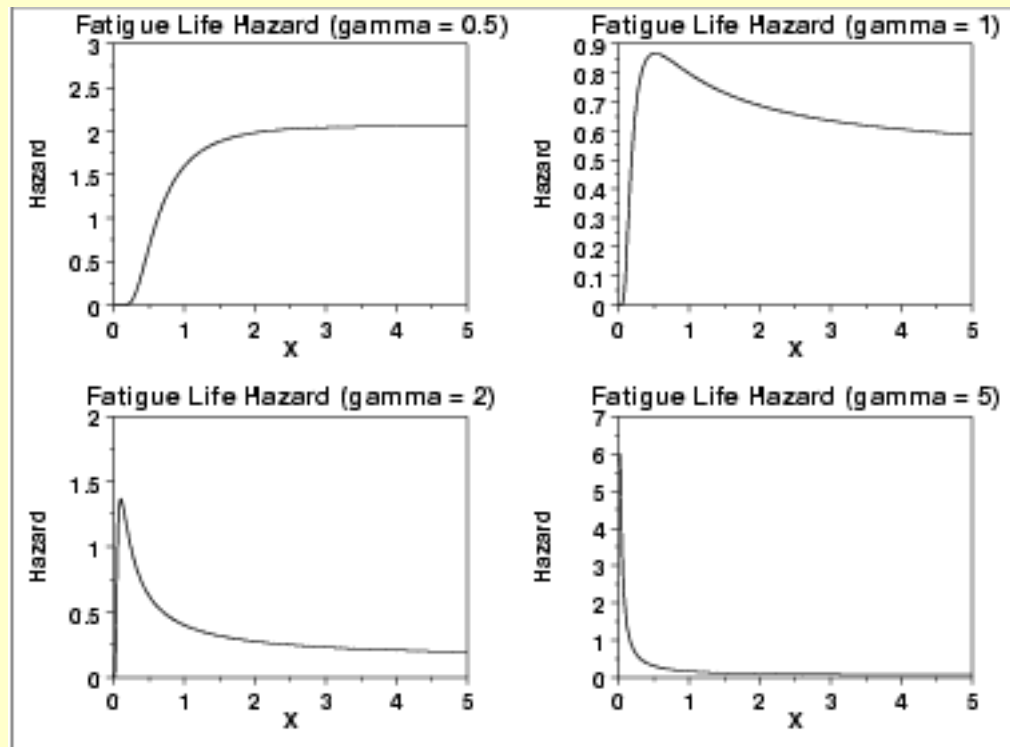 Fatigue Life Hazard (gamma = 0.5)
3
2.5
2
1.5
1
0.5
0
Hazard
0 1 2 3 4 5
X
Fatigue Life Hazard (gamma = 1)
0.9
0.8
0.7
0.6
0.5
0.4
0.3
0.2
0.1
0
Hazard
0 1 2 3 4 5
X
Fatigue Life Hazard (gamma = 2)
2
1.5
1
0.5
0
Hazard
0 1 2 3 4 5
X
Fatigue Life Hazard (gamma = 5)
7
6
5
4
3
2
1
0
Hazard
0 1 2 3 4 5
X